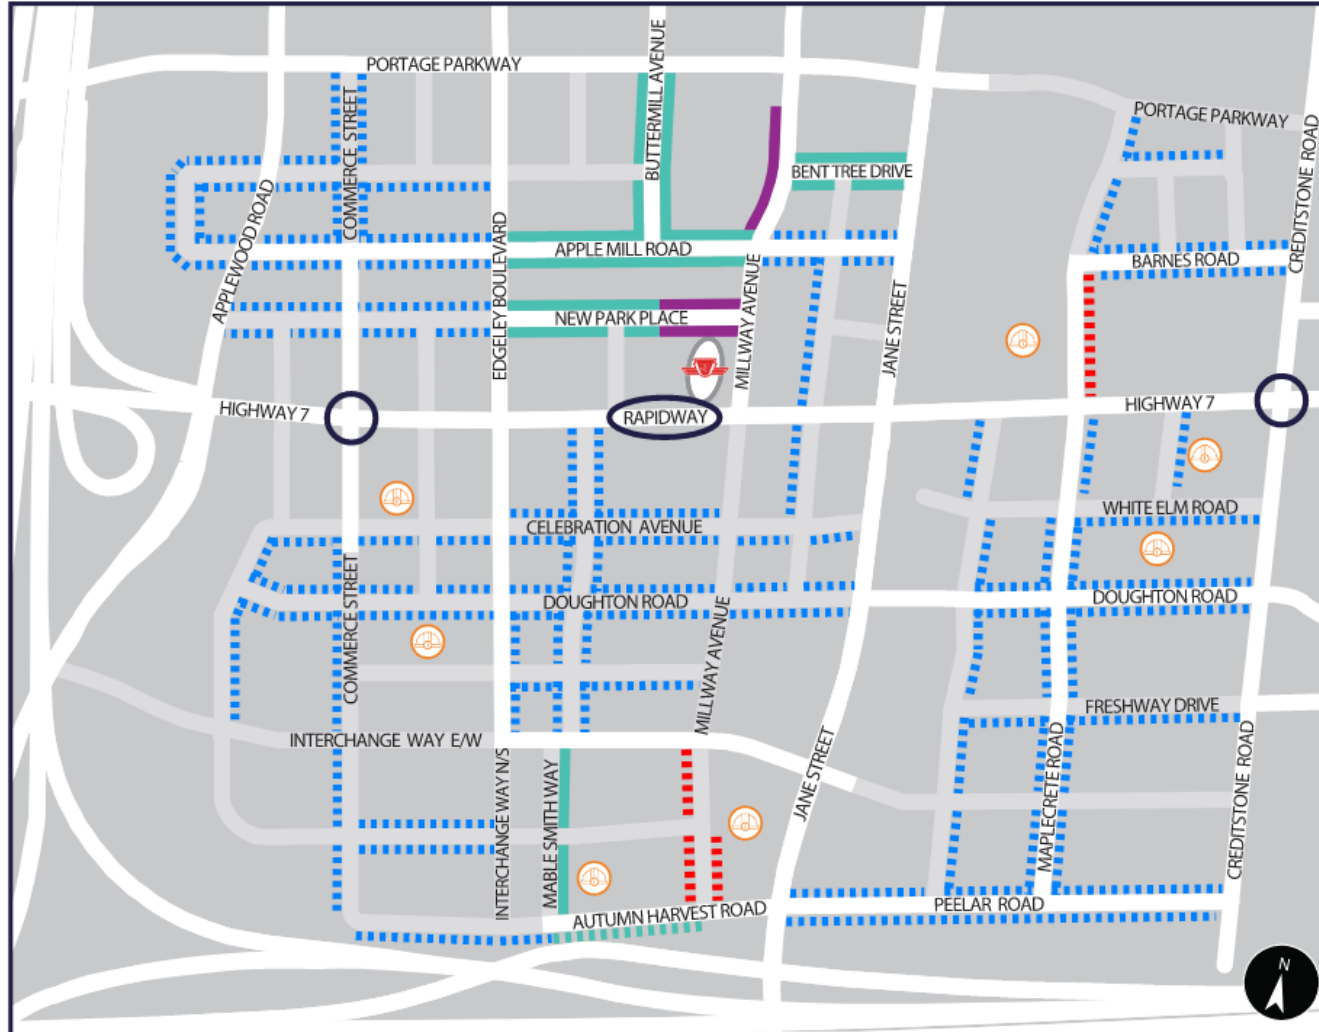 PORTAGE PARKWAY
BUTTERMILL AVENUE
COMMERCE STREET
PORTAGE PARKWAY
CREDITSTONE ROAD
BENT TREE DRIVE
APPLEWOOD ROAD
EDGELEY BOULEVARD
APPLE MILL ROAD
MILLWAY AVENUE
JANE STREET
BARNES ROAD
NEW PARK PLACE
HIGHWAY 7
RAPIDWAY
HIGHWAY 7
CELEBRATION AVENUE
WHITE ELM ROAD
COMMERCE STREET
DOUGHTON ROAD
MILLWAY AVENUE
DOUGHTON ROAD
FRESHWAY DRIVE
INTERCHANGE WAY E/W
INTERCHANGE WAY N/S
MABLE SMITH WAY
JANE STREET
MAPLECRETE ROAD
CREDITSTONE ROAD
AUTUMN HARVEST ROAD
PEELAR ROAD
N